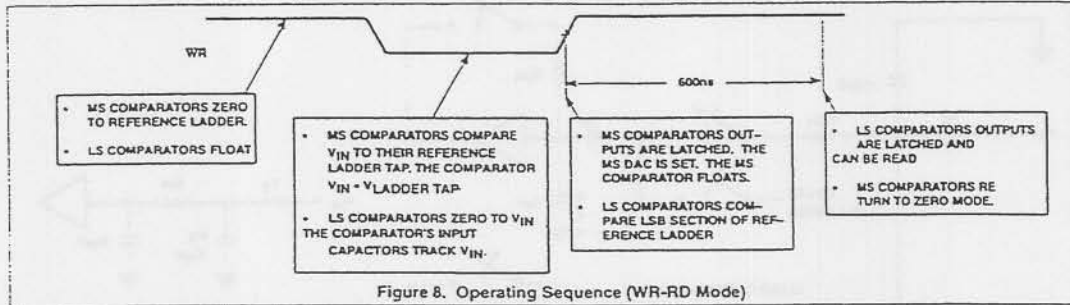 WR
600ns
• MS COMPARATORS ZERO
TO REFERENCE LADDER.
• LS COMPARATORS FLOAT
• MS COMPARATORS COMPARE
VIN TO THEIR REFERENCE
LADDER TAP. THE COMPARATOR
VIN - VLADDER TAP.
• LS COMPARATORS ZERO TO VIN
THE COMPARATOR'S INPUT
CAPACITORS TRACK VIN.
• MS COMPARATORS OUT-
PUTS ARE LATCHED. THE
MS DAC IS SET. THE MS
COMPARATOR FLOATS.
• LS COMPARATORS COM-
PARE LSB SECTION OF REF-
ERENCE LADDER
• LS COMPARATORS OUTPUTS
ARE LATCHED AND
CAN BE READ
• MS COMPARATORS RE
TURN TO ZERO MODE.
Figure 8. Operating Sequence (WR-RD Mode)